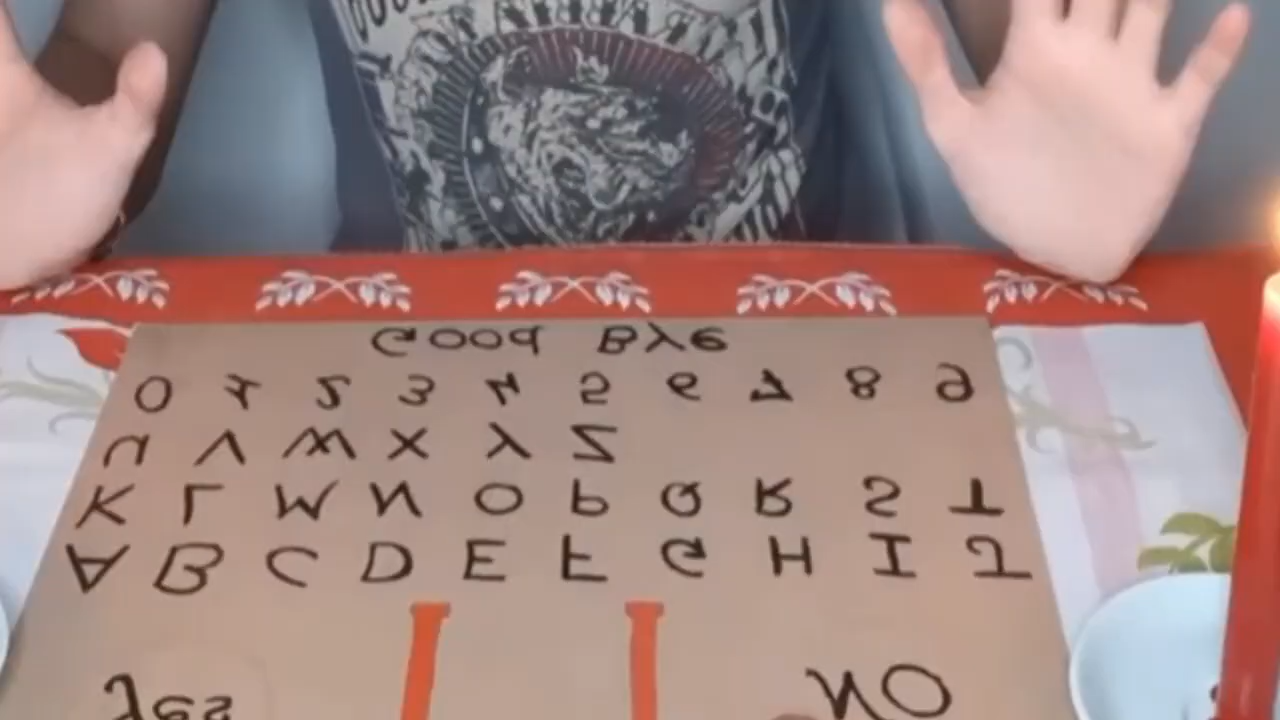 Yes NO
A B C D E F G H I J
K L M N O P Q R S T
U V W X Y Z
0 1 2 3 4 5 6 7 8 9
Good Bye